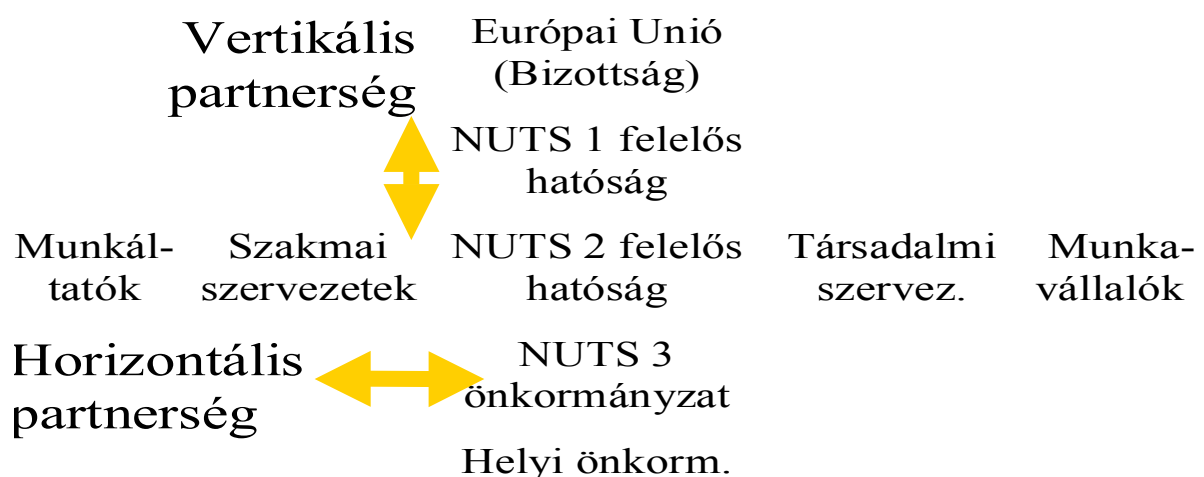 Vertikális
partnerség
Európai Unió
(Bizottság)
NUTS 1 felelős
hatóság
Munkál-
tatók
Szakmai
szervezetek
NUTS 2 felelős
hatóság
Társadalmi
szervez.
Munka-
vállalók
Horizontális
partnerség
NUTS 3
önkormányzat
Helyi önkorm.